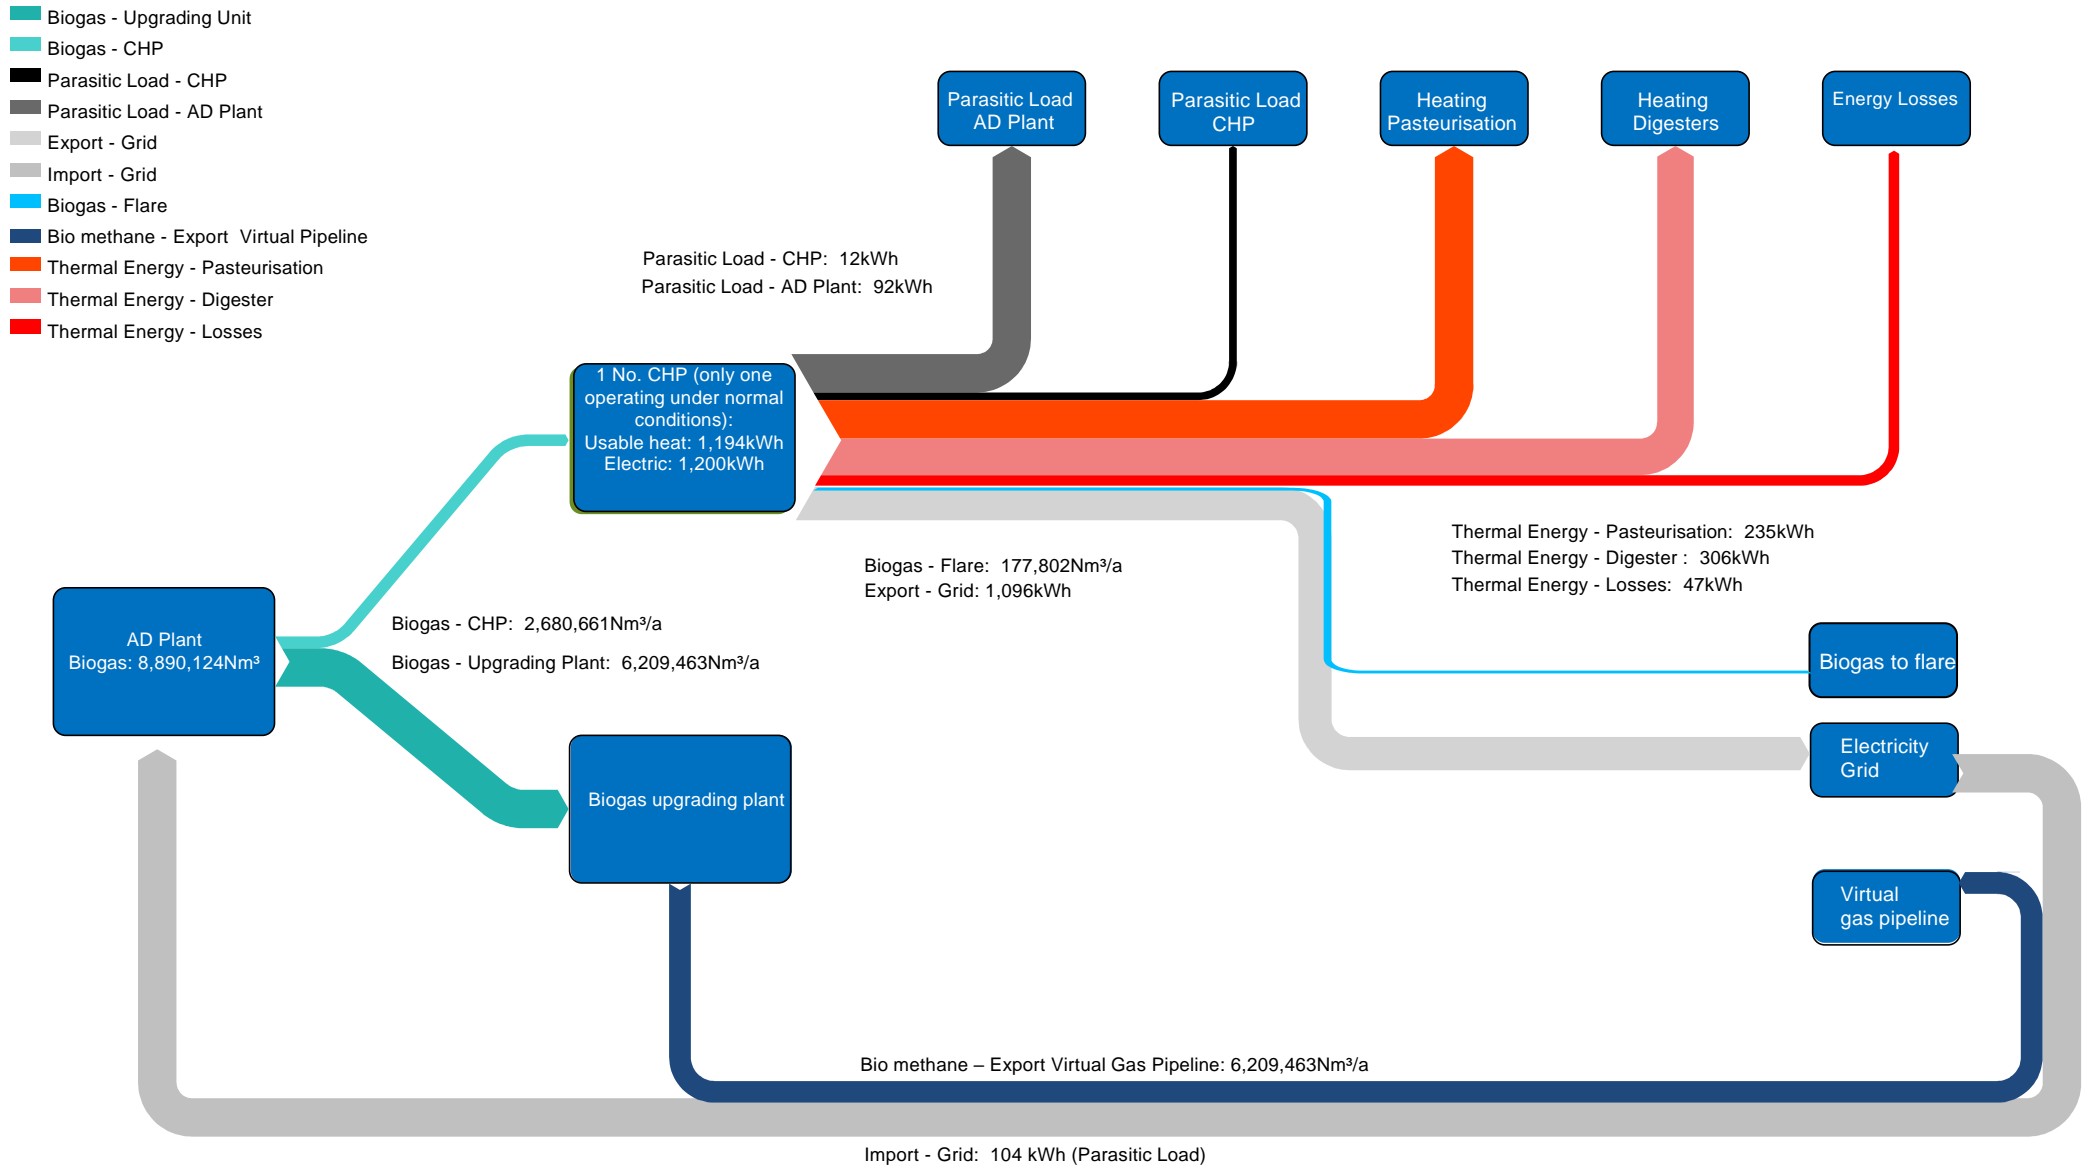 Biogas - Upgrading Unit
Biogas - CHP
Parasitic Load - CHP
Parasitic Load - AD Plant
Export - Grid
Import - Grid
Biogas - Flare
Bio methane - Export  Virtual Pipeline
Thermal Energy - Pasteurisation
Thermal Energy - Digester
Thermal Energy - Losses
Parasitic Load
AD Plant
Parasitic Load
CHP
Heating
Pasteurisation
Heating
Digesters
Energy Losses
Parasitic Load - CHP:  12kWh
Parasitic Load - AD Plant:  92kWh
1 No. CHP (only one
operating under normal
conditions):
Usable heat: 1,194kWh
Electric: 1,200kWh
Thermal Energy - Pasteurisation:  235kWh
Thermal Energy - Digester :  306kWh
Thermal Energy - Losses:  47kWh
Biogas - Flare:  177,802Nm³/a
Export - Grid: 1,096kWh
AD Plant
Biogas: 8,890,124Nm³
Biogas - CHP:  2,680,661Nm³/a
Biogas - Upgrading Plant:  6,209,463Nm³/a
Biogas to flare
Electricity
Grid
Biogas upgrading plant
Virtual
gas pipeline
Bio methane – Export Virtual Gas Pipeline: 6,209,463Nm³/a
Import - Grid:  104 kWh (Parasitic Load)